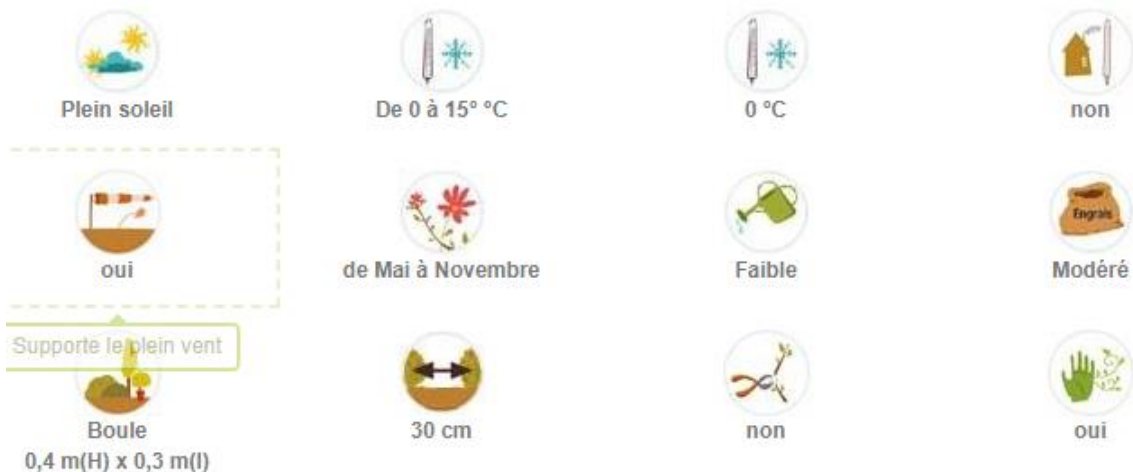 Plein soleil
De 0 à 15° °C
0 °C
non
oui
de Mai à Novembre
Faible
Engrais
Modéré
Supporte le plein vent
Boule
0,4 m(H) x 0,3 m(l)
30 cm
non
oui